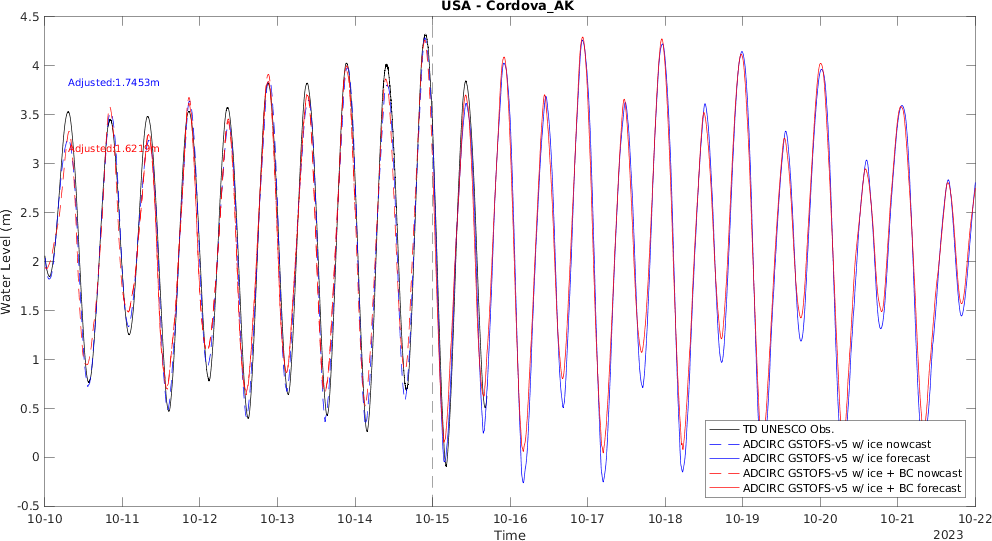 USA - Cordova_AK
4.5
4
3.5
3
2.5
2
1.5
1
0.5
0
-0.5
Water Level (m)
Adjusted:1.7453m
Adjusted:1.6219m
TD UNESCO Obs.
ADCIRC GSTOFS-v5 w/ ice nowcast
ADCIRC GSTOFS-v5 w/ ice forecast
ADCIRC GSTOFS-v5 w/ ice + BC nowcast
ADCIRC GSTOFS-v5 w/ ice + BC forecast
10-10 10-11 10-12 10-13 10-14 10-15 10-16 10-17 10-18 10-19 10-20 10-21 10-22
Time
2023